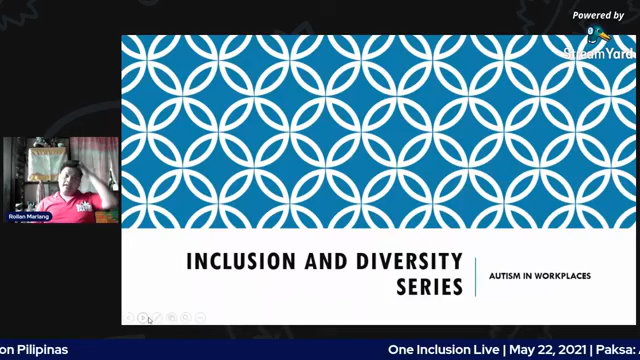 Powered by
StreamYard
Rollan Marlang
INCLUSION AND DIVERSITY
SERIES
AUTISM IN WORKPLACES
on Pilipinas
One Inclusion Live | May 22, 2021 | Paksa: